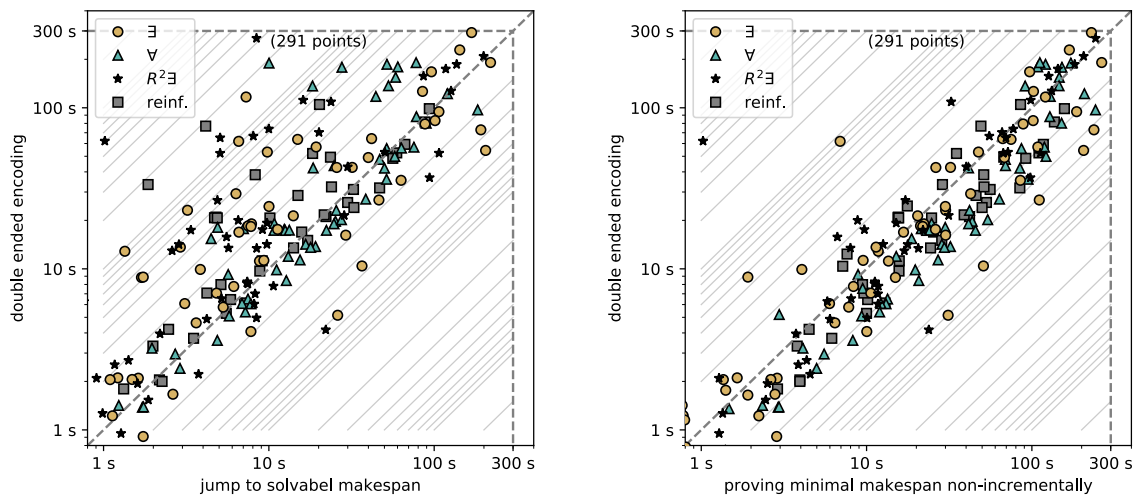 300 s
100 s
10 s
1 s
double ended encoding
∃
∀
R²∃
reinf.
(291 points)
1 s
10 s
100 s
300 s
jump to solvabel makespan
300 s
100 s
10 s
1 s
double ended encoding
∃
∀
R²∃
reinf.
(291 points)
1 s
10 s
100 s
300 s
proving minimal makespan non-incrementally